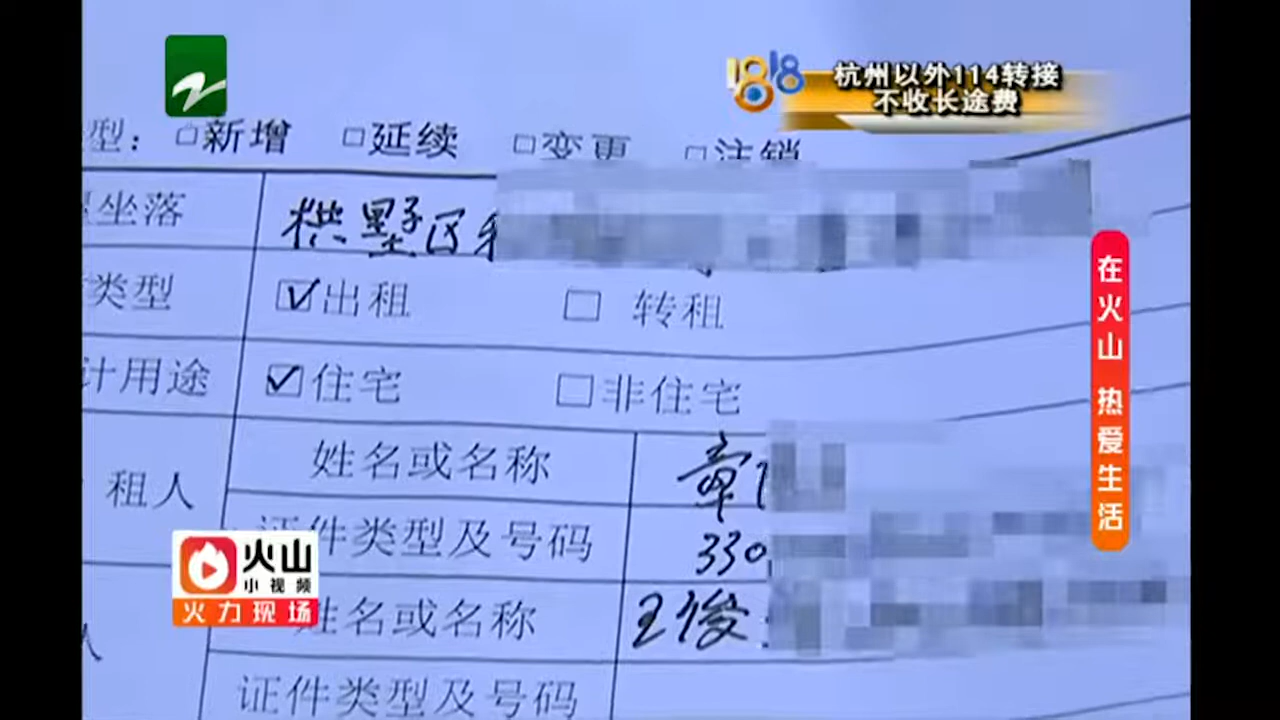 1818
杭州以外114转接
不收长途费
型：□新增 □延续 □变更 □注销
坐落 拱墅区
类型 ☑出租 □ 转租
计用途 ☑住宅 □非住宅
租人 姓名或名称 章
证件类型及号码 330
姓名或名称 王俊
人
证件类型及号码
在火山 热爱生活
火山
小视频
火力现场